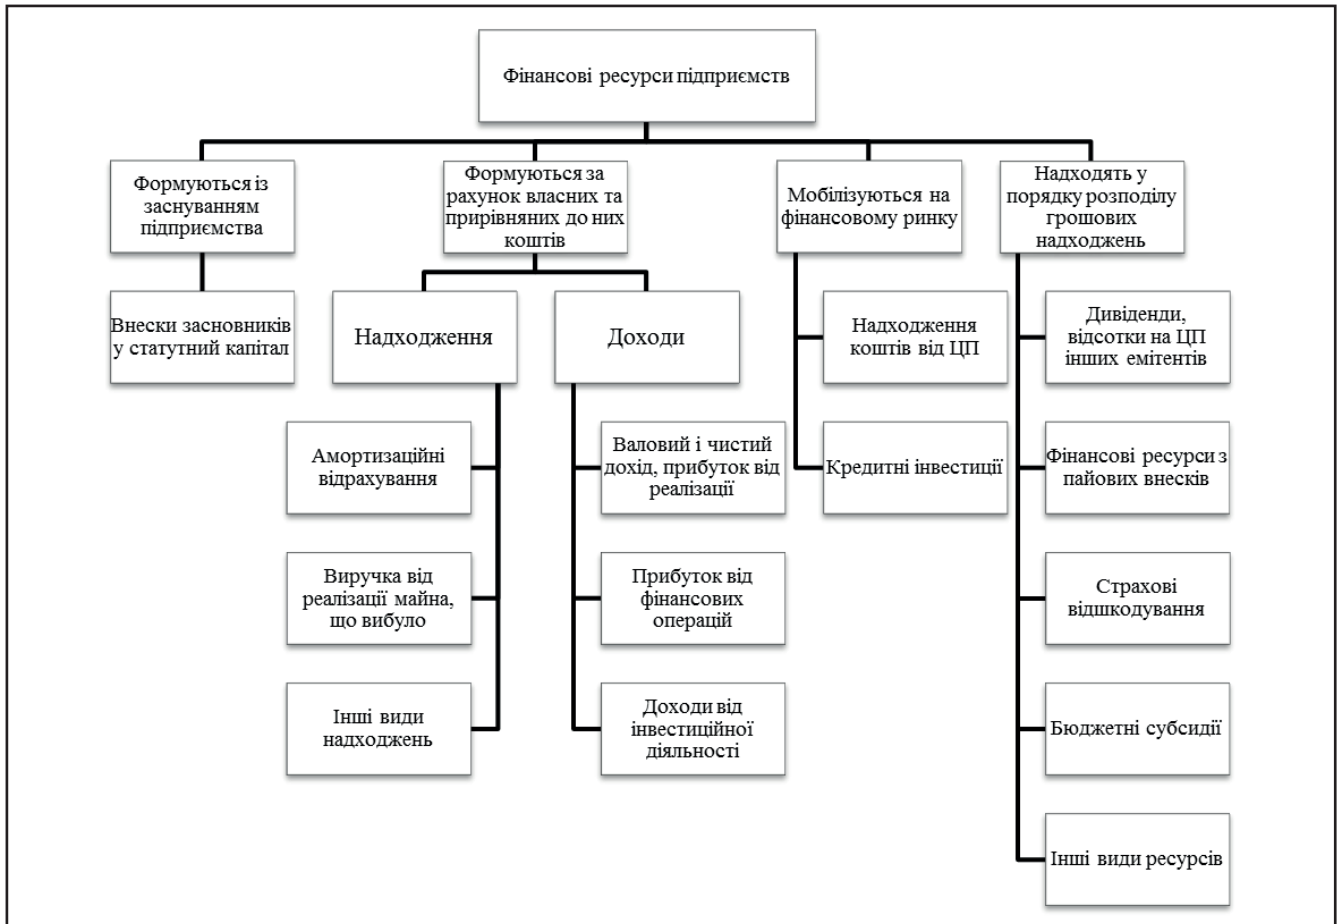 Фінансові ресурси підприємств
Формуються із
заснуванням
підприємства
Формуються за
рахунок власних та
прирівняних до них
коштів
Мобілізуються на
фінансовому ринку
Надходять у
порядку розподілу
грошових
надходжень
Внески засновників
у статутний капітал
Надходження
Доходи
Надходження
коштів від ЦП
Дивіденди,
відсотки на ЦП
інших емітентів
Амортизаційні
відрахування
Валовий і чистий
дохід, прибуток від
реалізації
Кредитні інвестиції
Фінансові ресурси з
пайових внесків
Виручка від
реалізації майна,
що вибуло
Прибуток від
фінансових
операцій
Страхові
відшкодування
Інші види
надходжень
Доходи від
інвестиційної
діяльності
Бюджетні субсидії
Інші види ресурсів